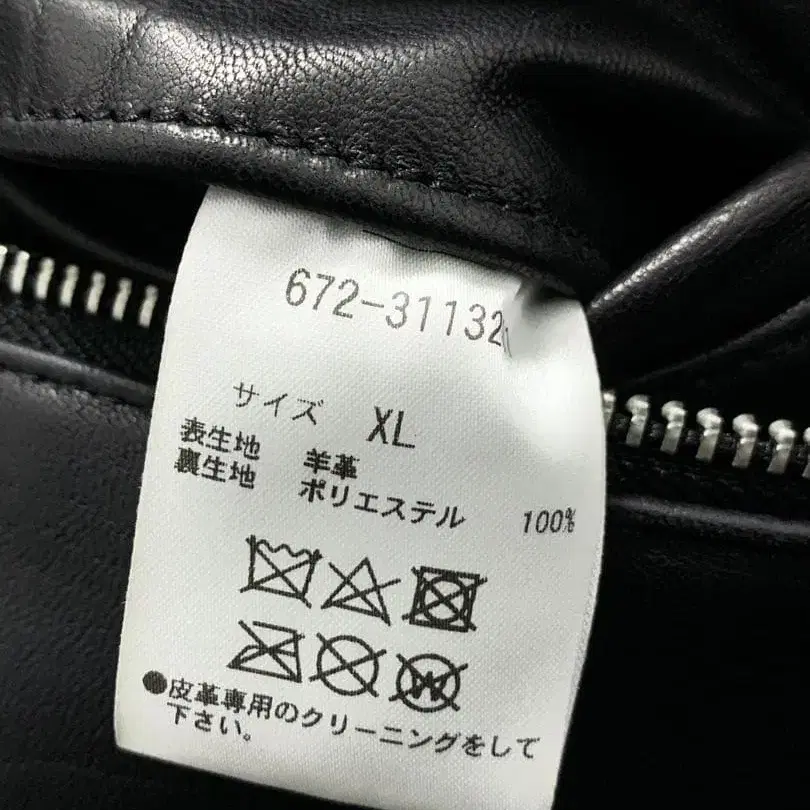 672-31132
サイズ XL
表生地 羊革
裏生地 ポリエステル 100%
●皮革専用のクリーニングをして
下さい。